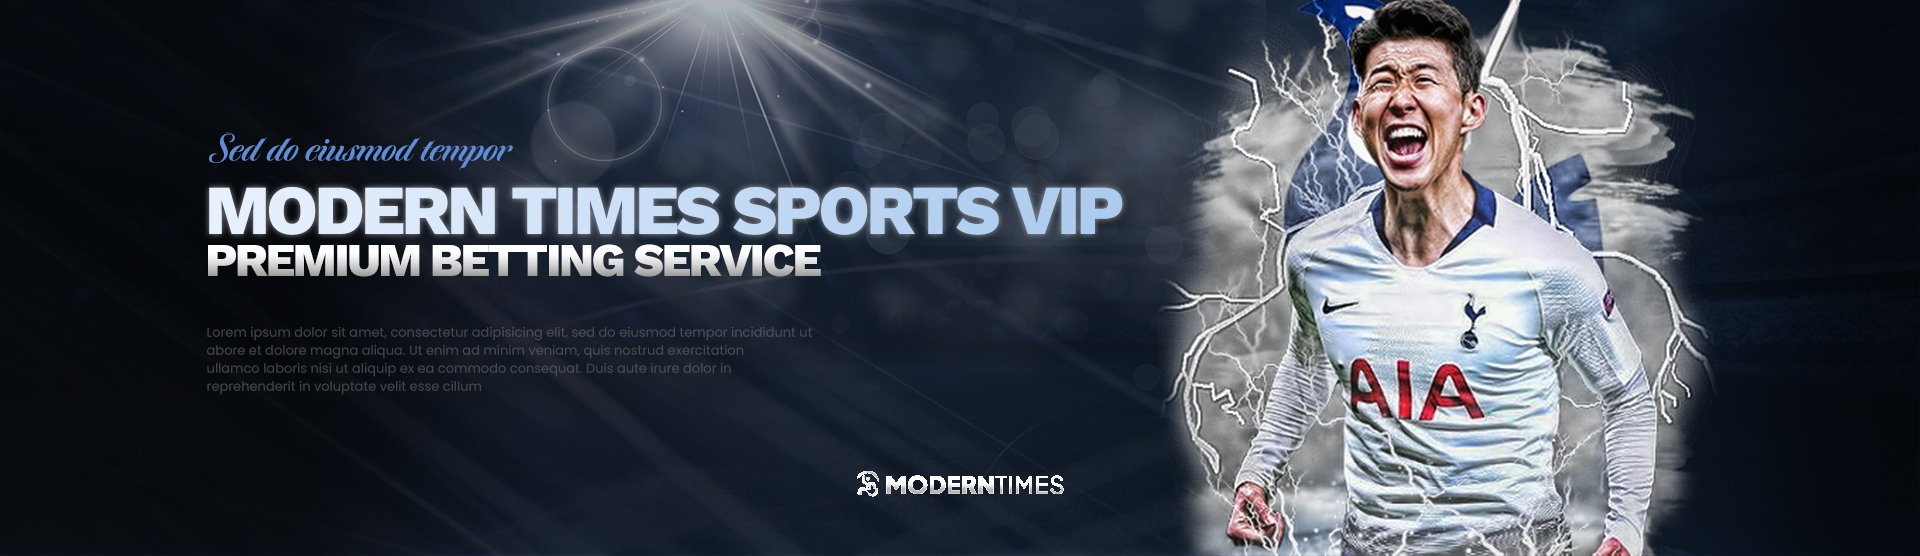 Sed do eiusmod tempor
MODERN TIMES SPORTS VIP
PREMIUM BETTING SERVICE
Lorem ipsum dolor sit amet, consectetur adipisicing elit, sed do eiusmod tempor incididunt ut
abore et dolore magna aliqua. Ut enim ad minim veniam, quis nostrud exercitation
ullamco laboris nisi ut aliquip ex ea commodo consequat. Duis aute irure dolor in
reprehenderit in voluptate velit esse cillum
AIA
MODERNTIMES